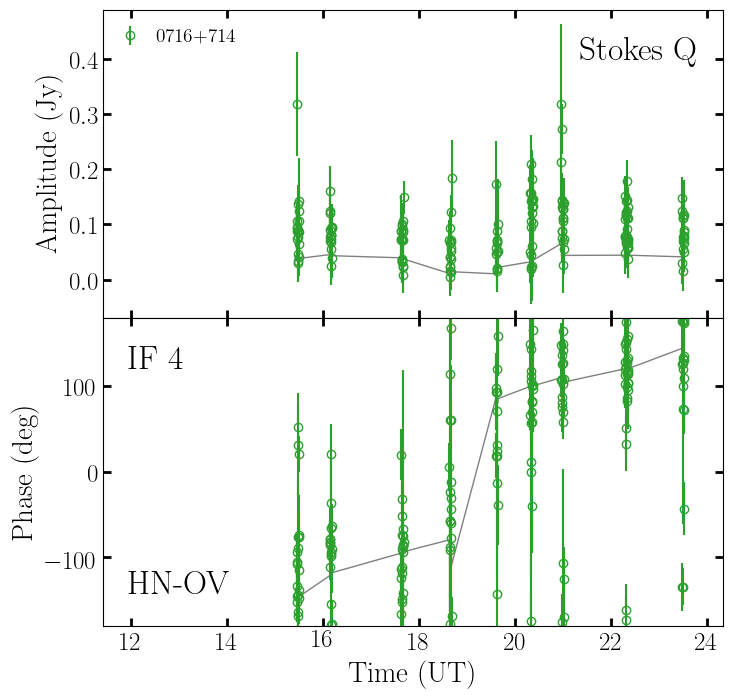 0716+714
Stokes Q
0.4
0.3
0.2
0.1
0.0
Amplitude (Jy)
IF 4
100
0
−100
Phase (deg)
HN-OV
12 14 16 18 20 22 24
Time (UT)